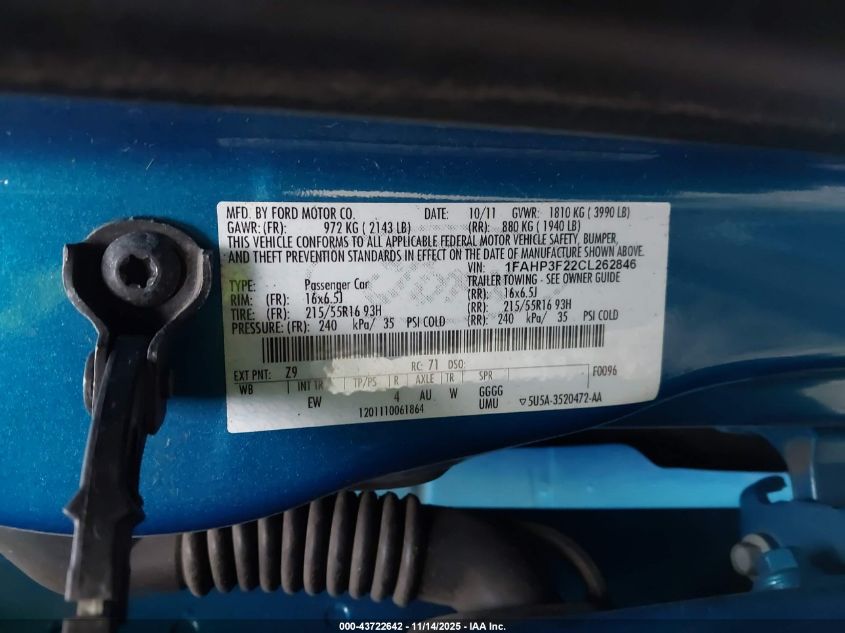 MFD. BY FORD MOTOR CO. DATE: 10/11 GVWR: 1810 KG ( 3990 LB)
GAWR: (FR): 972 KG ( 2143 LB) (RR): 880 KG ( 1940 LB)
THIS VEHICLE CONFORMS TO ALL APPLICABLE FEDERAL MOTOR VEHICLE SAFETY, BUMPER,
AND THEFT PREVENTION STANDARDS IN EFFECT ON THE DATE OF MANUFACTURE SHOWN ABOVE.
VIN: 1FAHP3F22CL262846
TYPE: Passenger Car TRAILER TOWING - SEE OWNER GUIDE
RIM: (FR): 16x6.5J (RR): 16x6.5J
TIRE: (FR): 215/55R16 93H (RR): 215/55R16 93H
PRESSURE: (FR): 240 kPa/ 35 PSI COLD (RR): 240 kPa/ 35 PSI COLD
EXT PNT: Z9 RC: 71 DSO: F0096
WB INT TR TP/PS R AXLE TR SPR
EW 4 AU W GGGG
1201110061864 UMU ▽5U5A-3520472-AA
000-43722642 - 11/14/2025 - IAA Inc.